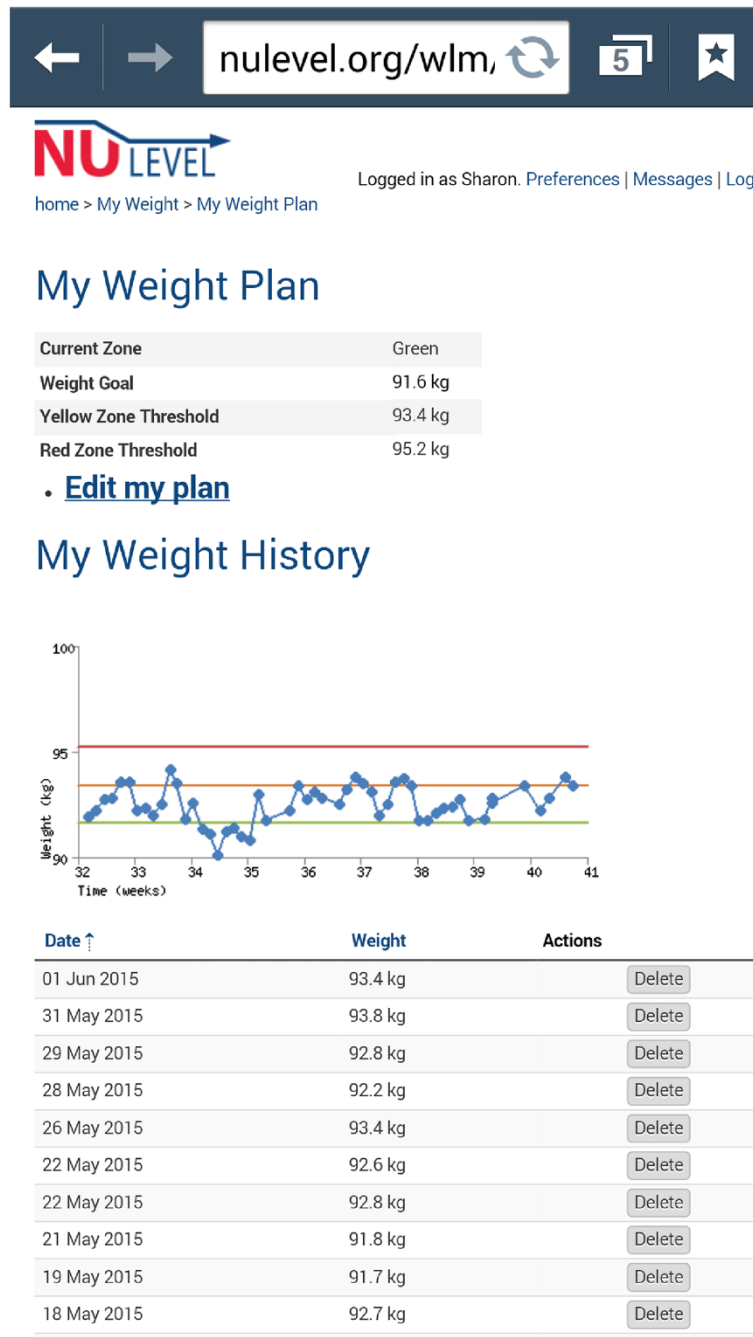 nulevel.org/wlm/
5
NU LEVEL
Logged in as Sharon. Preferences | Messages | Log
home > My Weight > My Weight Plan
My Weight Plan
Current Zone Green
Weight Goal 91.6 kg
Yellow Zone Threshold 93.4 kg
Red Zone Threshold 95.2 kg
• Edit my plan
My Weight History
100
95
90
Weight (kg)
32 33 34 35 36 37 38 39 40 41
Time (weeks)
Date ↑ Weight Actions
01 Jun 2015 93.4 kg Delete
31 May 2015 93.8 kg Delete
29 May 2015 92.8 kg Delete
28 May 2015 92.2 kg Delete
26 May 2015 93.4 kg Delete
22 May 2015 92.6 kg Delete
22 May 2015 92.8 kg Delete
21 May 2015 91.8 kg Delete
19 May 2015 91.7 kg Delete
18 May 2015 92.7 kg Delete